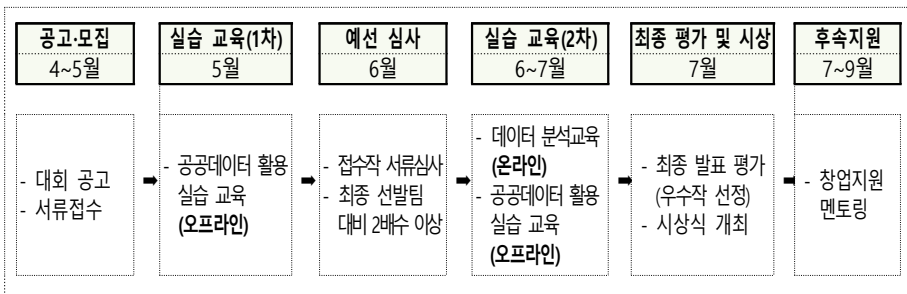 공고·모집
4~5월
실습 교육(1차)
5월
예선 심사
6월
실습 교육(2차)
6~7월
최종 평가 및 시상
7월
후속지원
7~9월
- 대회 공고
- 서류접수
➡
- 공공데이터 활용
실습 교육
(오프라인)
➡
- 접수작 서류심사
- 최종 선발팀
대비 2배수 이상
➡
- 데이터 분석교육
(온라인)
- 공공데이터 활용
실습 교육
(오프라인)
➡
- 최종 발표 평가
(우수작 선정)
- 시상식 개최
➡
- 창업지원
멘토링